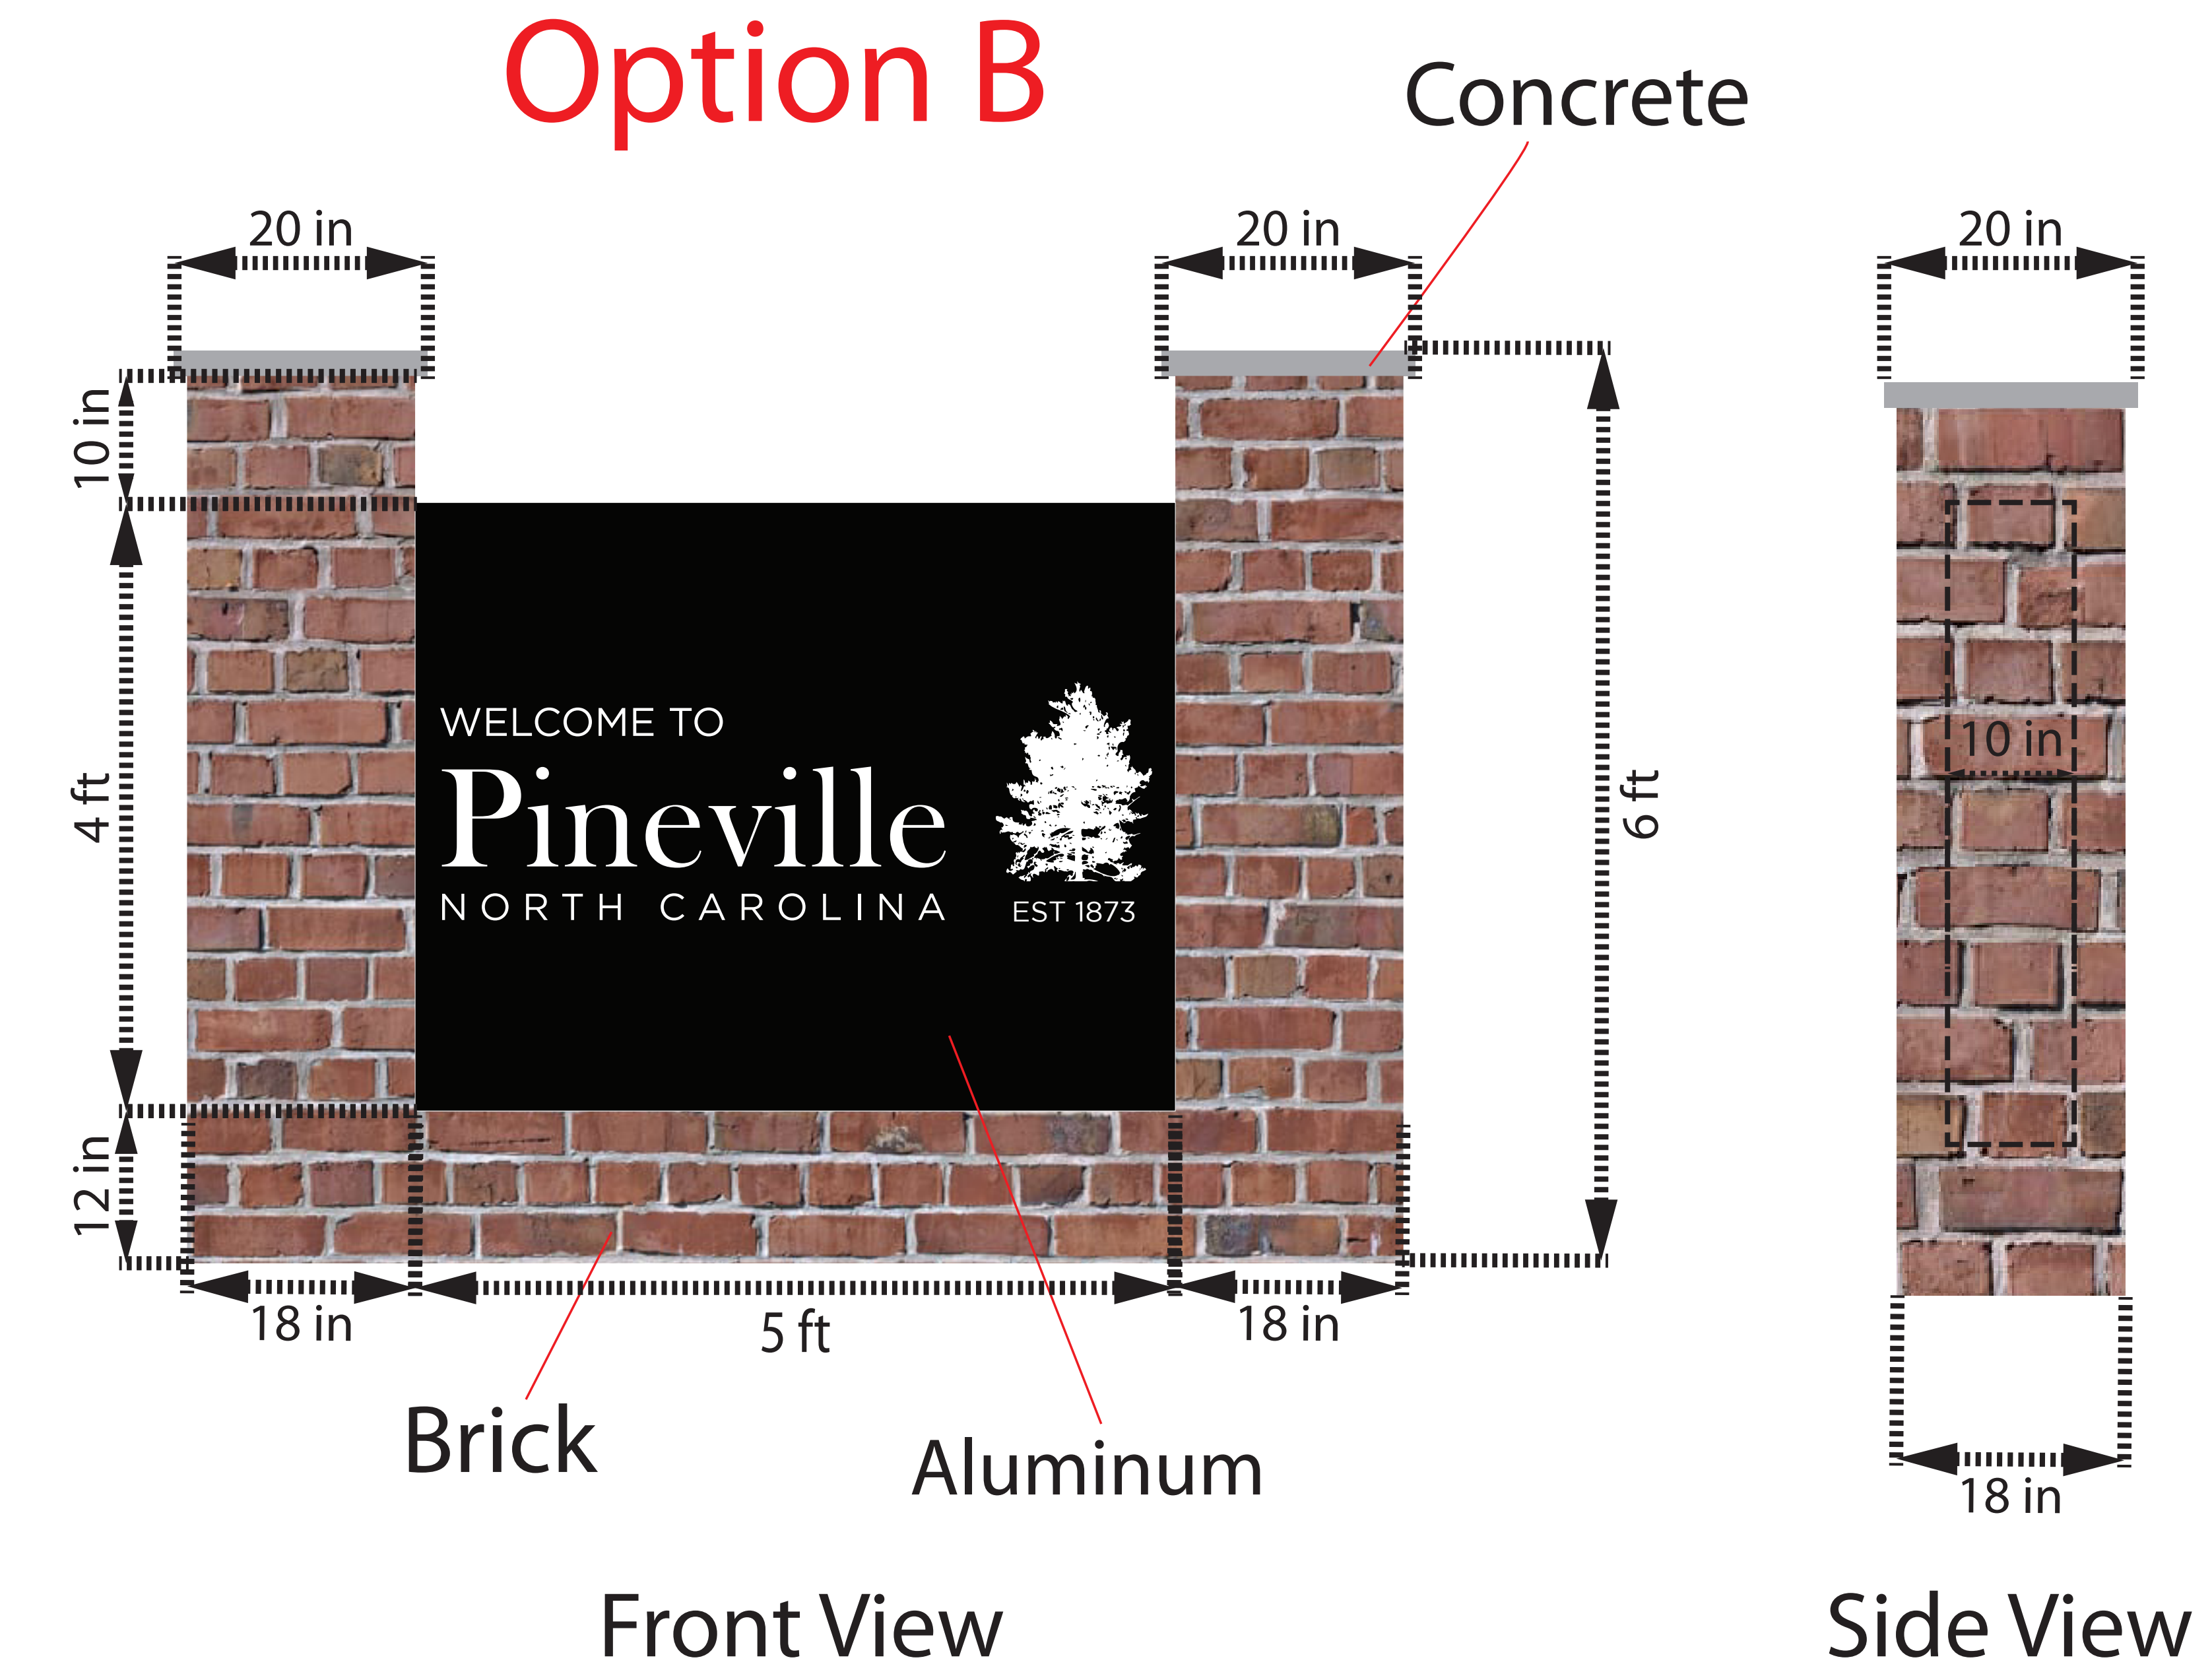 Option B
Concrete
20 in
20 in
20 in
10 in
4 ft
12 in
WELCOME TO
Pineville
NORTH CAROLINA
EST 1873
6 ft
10 in
18 in
5 ft
18 in
18 in
Brick
Aluminum
Front View
Side View